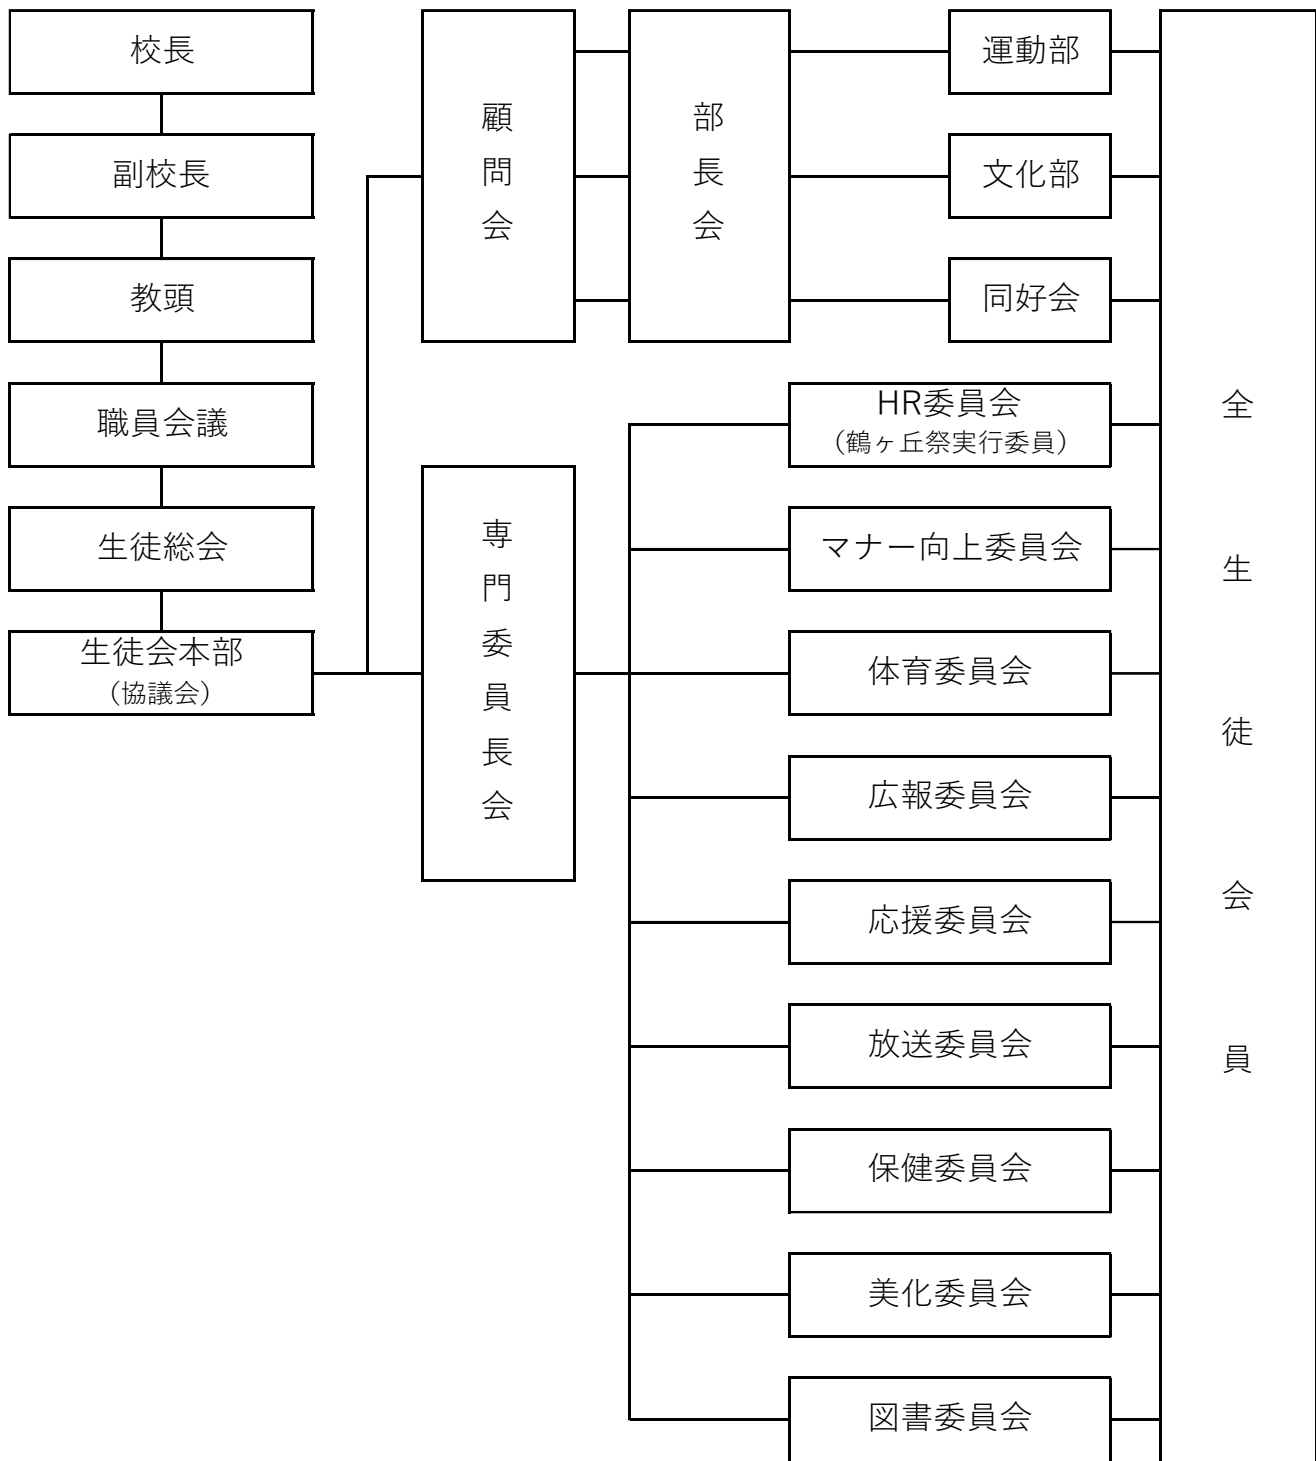 校長
副校長
教頭
職員会議
生徒総会
生徒会本部
（協議会）
顧問会
専門委員長会
部長会
運動部
文化部
同好会
HR委員会
（鶴ヶ丘祭実行委員）
マナー向上委員会
体育委員会
広報委員会
応援委員会
放送委員会
保健委員会
美化委員会
図書委員会
全生徒会員